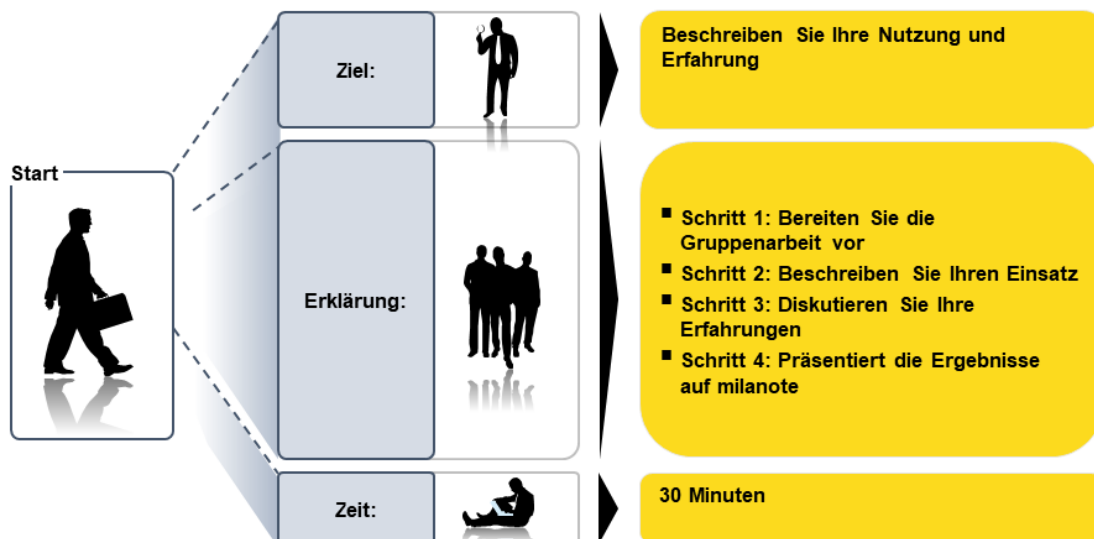 Start
Ziel:
Beschreiben Sie Ihre Nutzung und
Erfahrung
Erklärung:
▪ Schritt 1: Bereiten Sie die
Gruppenarbeit vor
▪ Schritt 2: Beschreiben Sie Ihren Einsatz
▪ Schritt 3: Diskutieren Sie Ihre
Erfahrungen
▪ Schritt 4: Präsentiert die Ergebnisse
auf milanote
Zeit:
30 Minuten